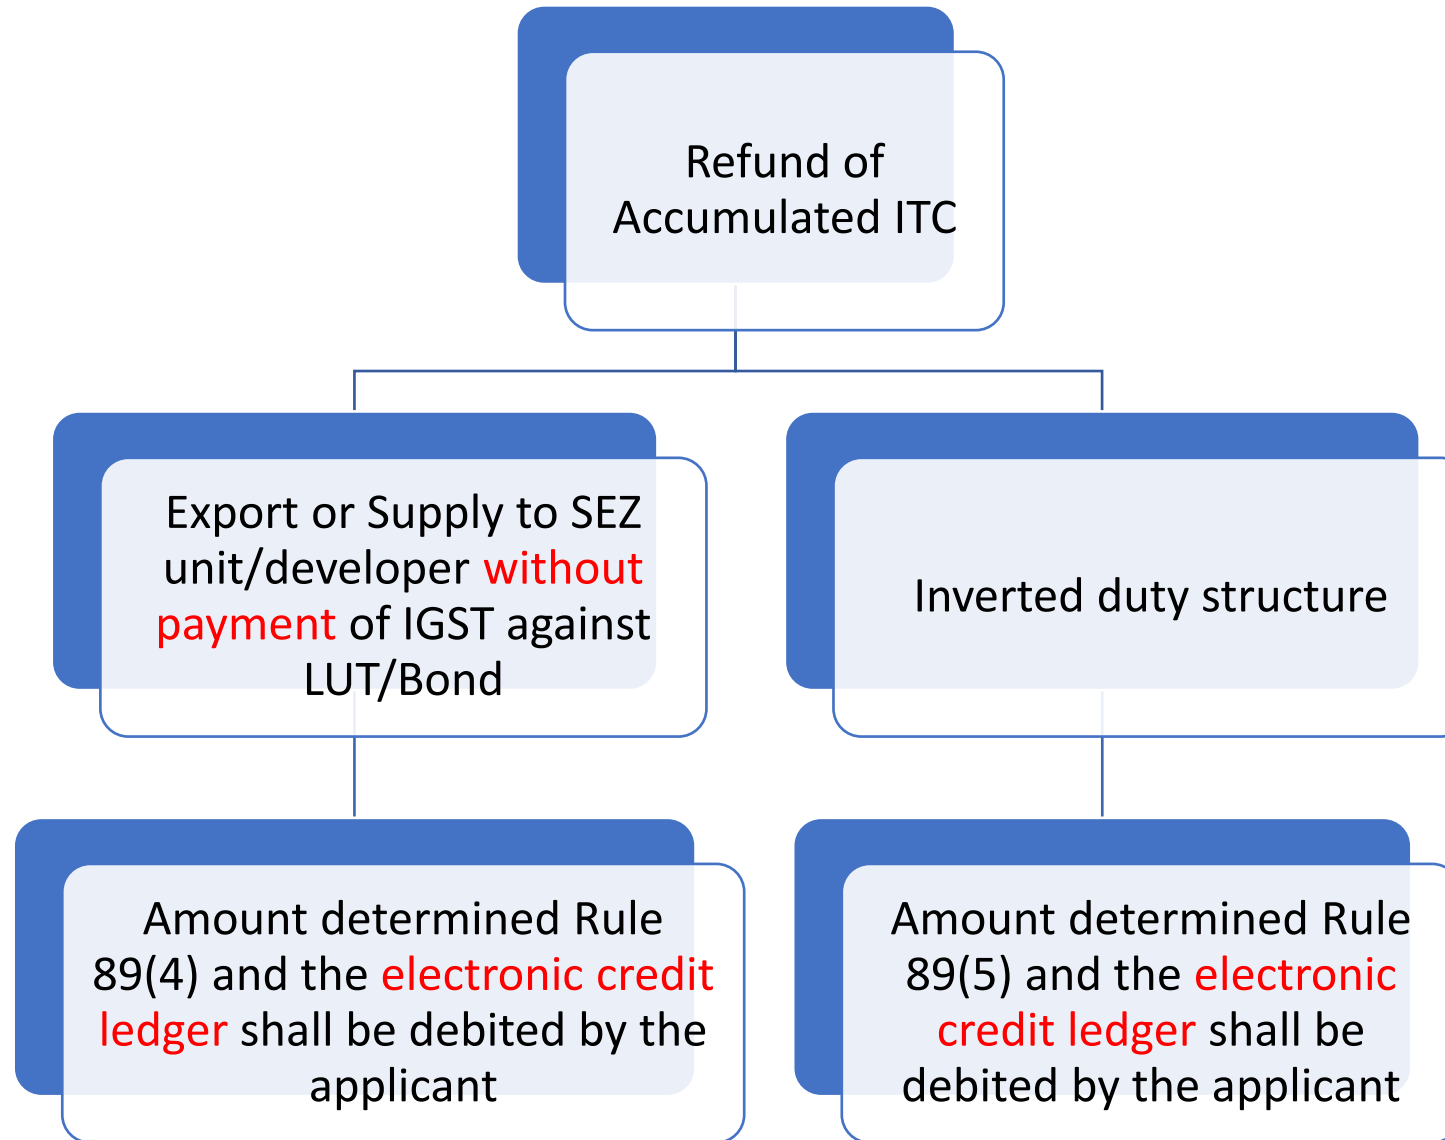 Refund of
Accumulated ITC
Export or Supply to SEZ
unit/developer without
payment of IGST against
LUT/Bond
Inverted duty structure
Amount determined Rule
89(4) and the electronic credit
ledger shall be debited by the
applicant
Amount determined Rule
89(5) and the electronic
credit ledger shall be
debited by the applicant